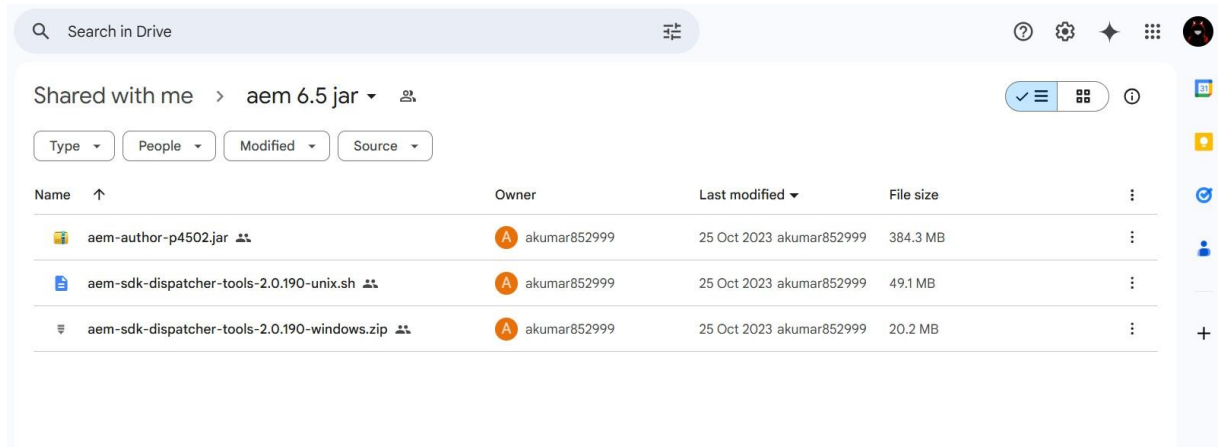 Search in Drive
Shared with me > aem 6.5 jar
Type People Modified Source
Name Owner Last modified File size
aem-author-p4502.jar A akumar852999 25 Oct 2023 akumar852999 384.3 MB
aem-sdk-dispatcher-tools-2.0.190-unix.sh A akumar852999 25 Oct 2023 akumar852999 49.1 MB
aem-sdk-dispatcher-tools-2.0.190-windows.zip A akumar852999 25 Oct 2023 akumar852999 20.2 MB
31